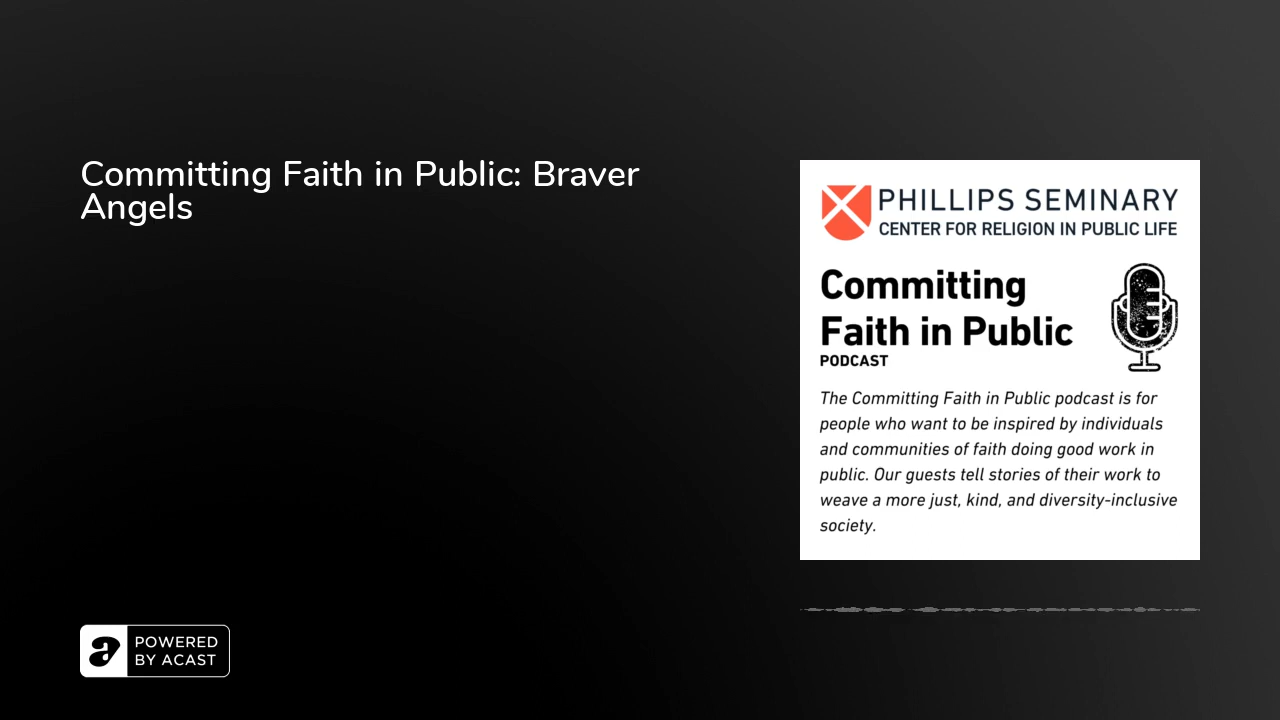 Committing Faith in Public: Braver
Angels
PHILLIPS SEMINARY
CENTER FOR RELIGION IN PUBLIC LIFE
Committing
Faith in Public
PODCAST
The Committing Faith in Public podcast is for
people who want to be inspired by individuals
and communities of faith doing good work in
public. Our guests tell stories of their work to
weave a more just, kind, and diversity-inclusive
society.
a POWERED
BY ACAST